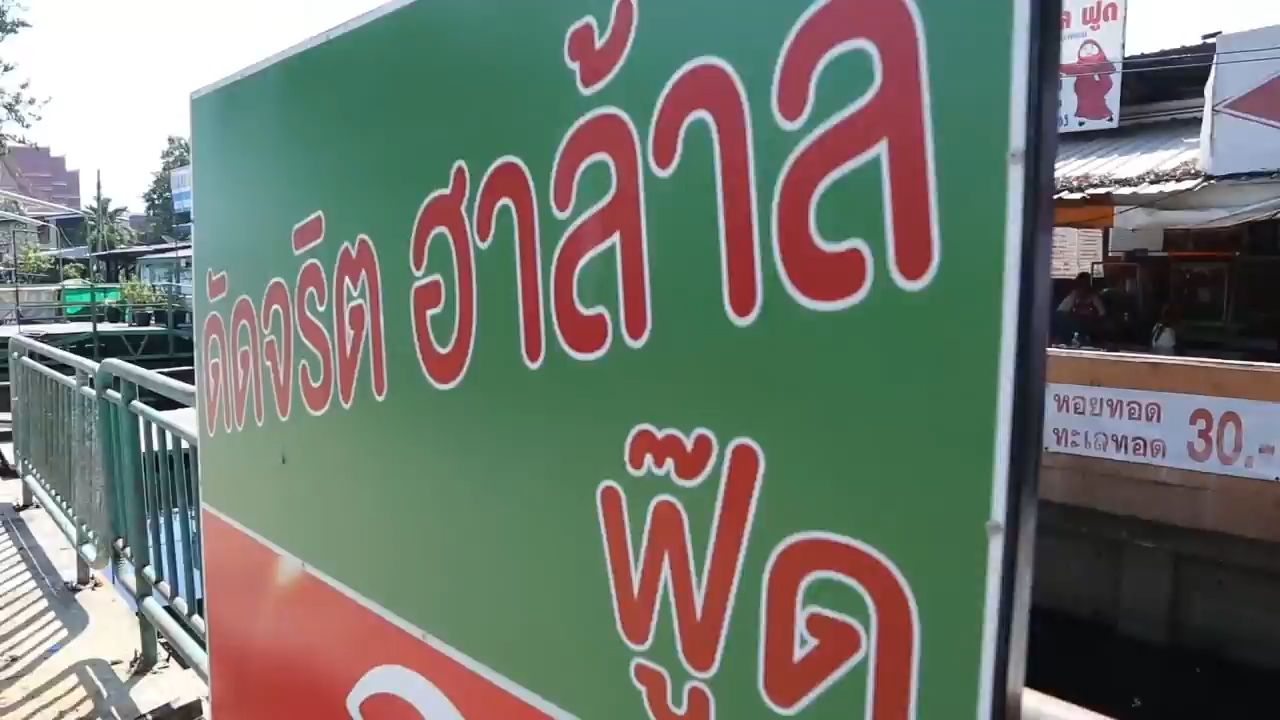 ดัดจริต ฮาล้าล
ฟู๊ด
ฟูด
หอยทอด
ทะเลทอด
30.-